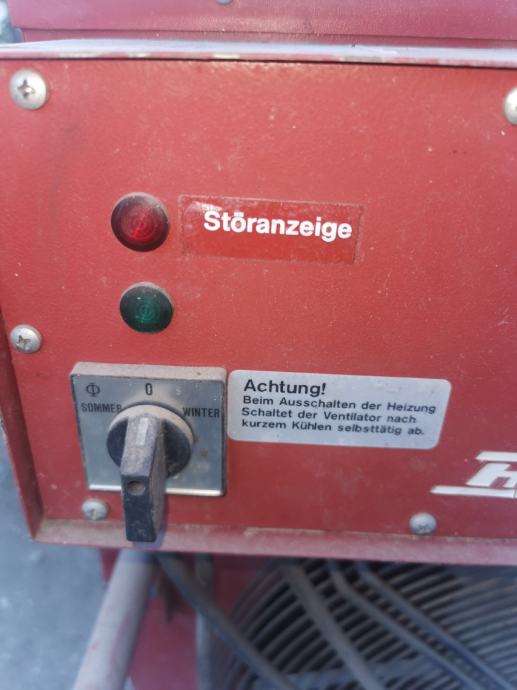 Störanzeige
0
SOMMER
WINTER
Achtung!
Beim Ausschalten der Heizung
Schaltet der Ventilator nach
kurzem Kühlen selbsttätig ab.